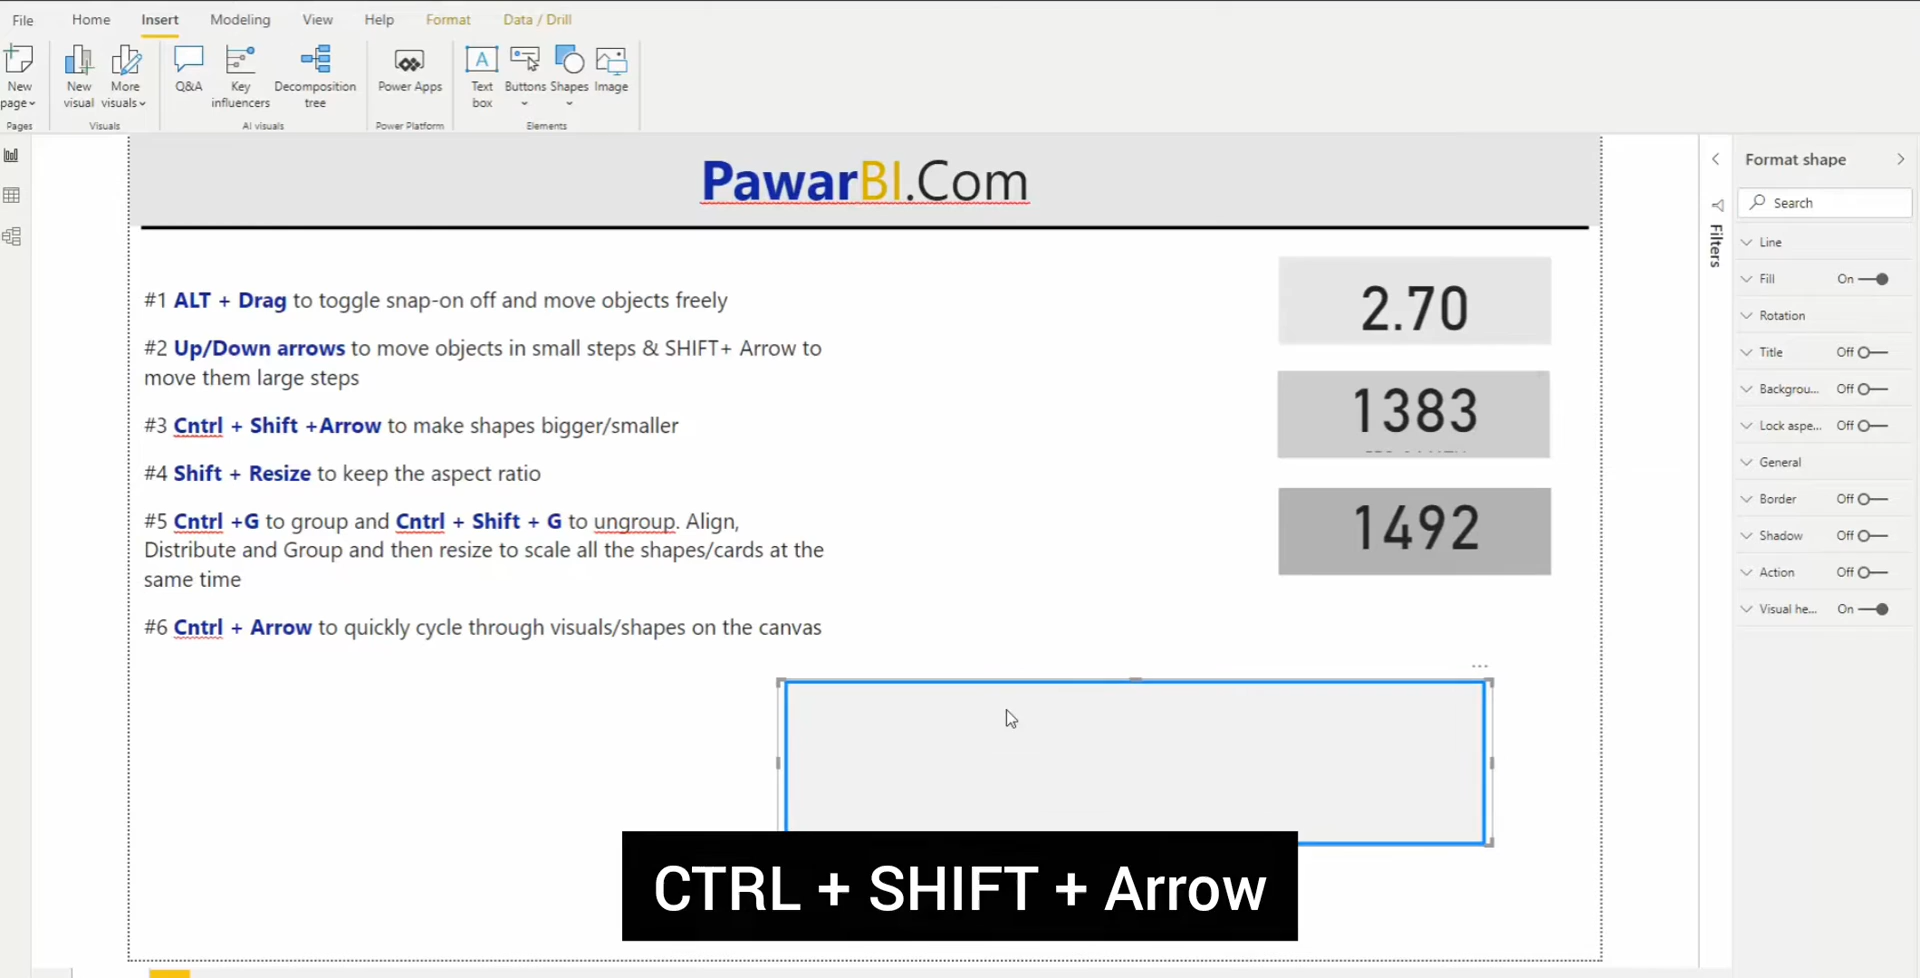 File Home Insert Modeling View Help Format Data / Drill
New page
New visual
More visuals
Q&A
Key influencers
Decomposition tree
Power Apps
Text box
Buttons
Shapes
Image
Pages Visuals AI visuals Power Platform Elements
PawarBI.Com
#1 ALT + Drag to toggle snap-on off and move objects freely
#2 Up/Down arrows to move objects in small steps & SHIFT+ Arrow to
move them large steps
#3 Cntrl + Shift +Arrow to make shapes bigger/smaller
#4 Shift + Resize to keep the aspect ratio
#5 Cntrl +G to group and Cntrl + Shift + G to ungroup. Align,
Distribute and Group and then resize to scale all the shapes/cards at the
same time
#6 Cntrl + Arrow to quickly cycle through visuals/shapes on the canvas
2.70
1383
1492
CTRL + SHIFT + Arrow
Filters
Format shape
Search
Line
Fill On
Rotation
Title Off
Backgrou... Off
Lock aspe... Off
General
Border Off
Shadow Off
Action Off
Visual he... On